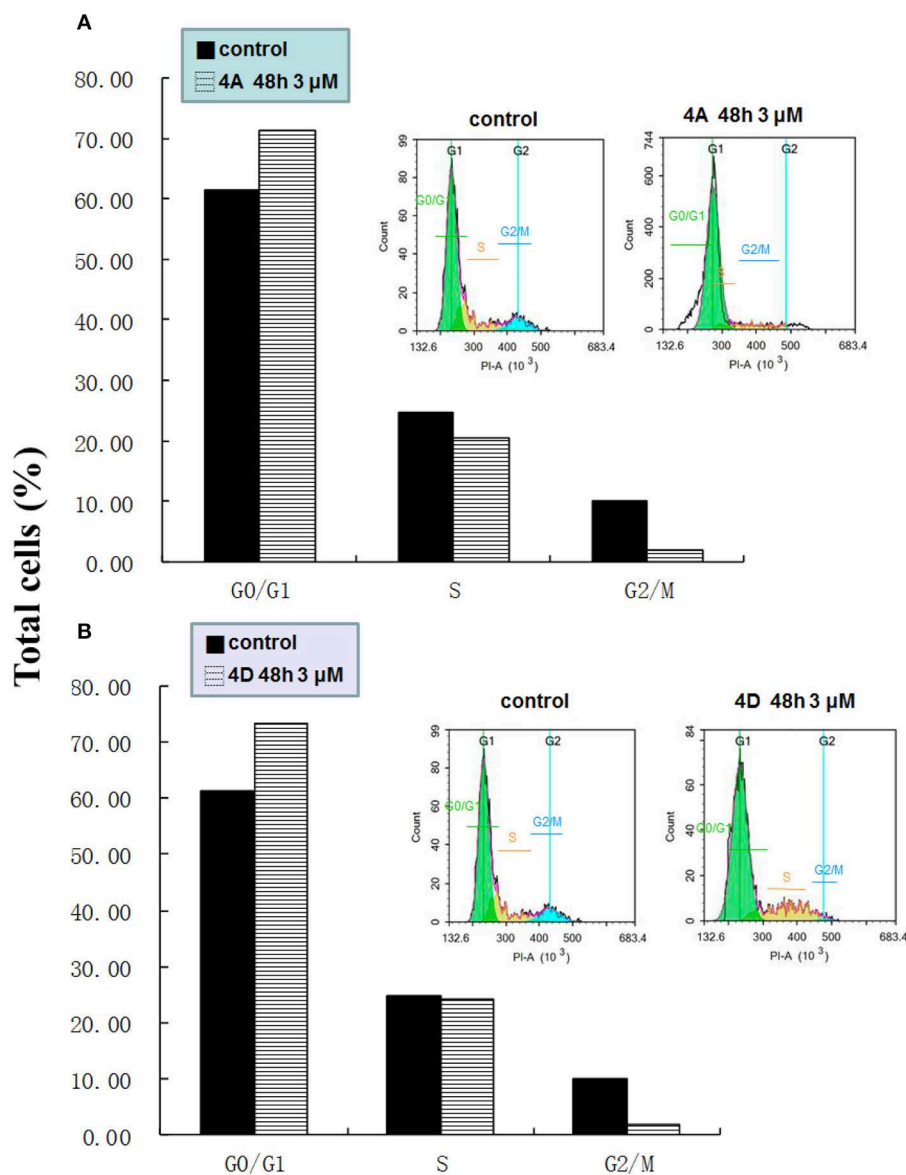 A
control
4A 48h 3 µM
Total cells (%)
80.00
70.00
60.00
50.00
40.00
30.00
20.00
10.00
0.00
G0/G1
S
G2/M
control
99
80
60
40
20
0
Count
G1
G2
G0/G1
S
G2/M
132.6
300
400
500
683.4
PI-A (10 3)
4A 48h 3 µM
744
600
400
200
0
Count
G1
G2
G0/G1
S
G2/M
132.6
300
400
500
683.4
PI-A (10 3)
B
control
4D 48h 3 µM
80.00
70.00
60.00
50.00
40.00
30.00
20.00
10.00
0.00
G0/G1
S
G2/M
control
99
80
60
40
20
0
Count
G1
G2
G0/G1
S
G2/M
132.6
300
400
500
683.4
PI-A (10 3)
4D 48h 3 µM
84
60
40
20
0
Count
G1
G2
G0/G1
S
G2/M
132.6
300
400
500
683.4
PI-A (10 3)